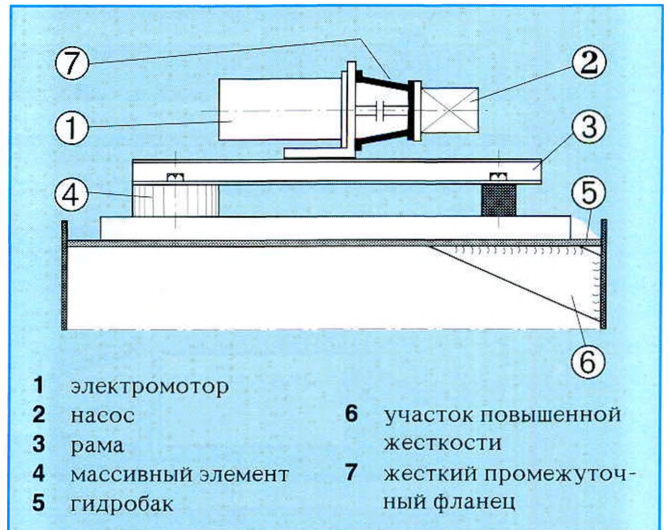 7
2
1
3
4
5
6
1 электромотор
2 насос
3 рама
4 массивный элемент
5 гидробак
6 участок повышенной
жесткости
7 жесткий промежуточ-
ный фланец